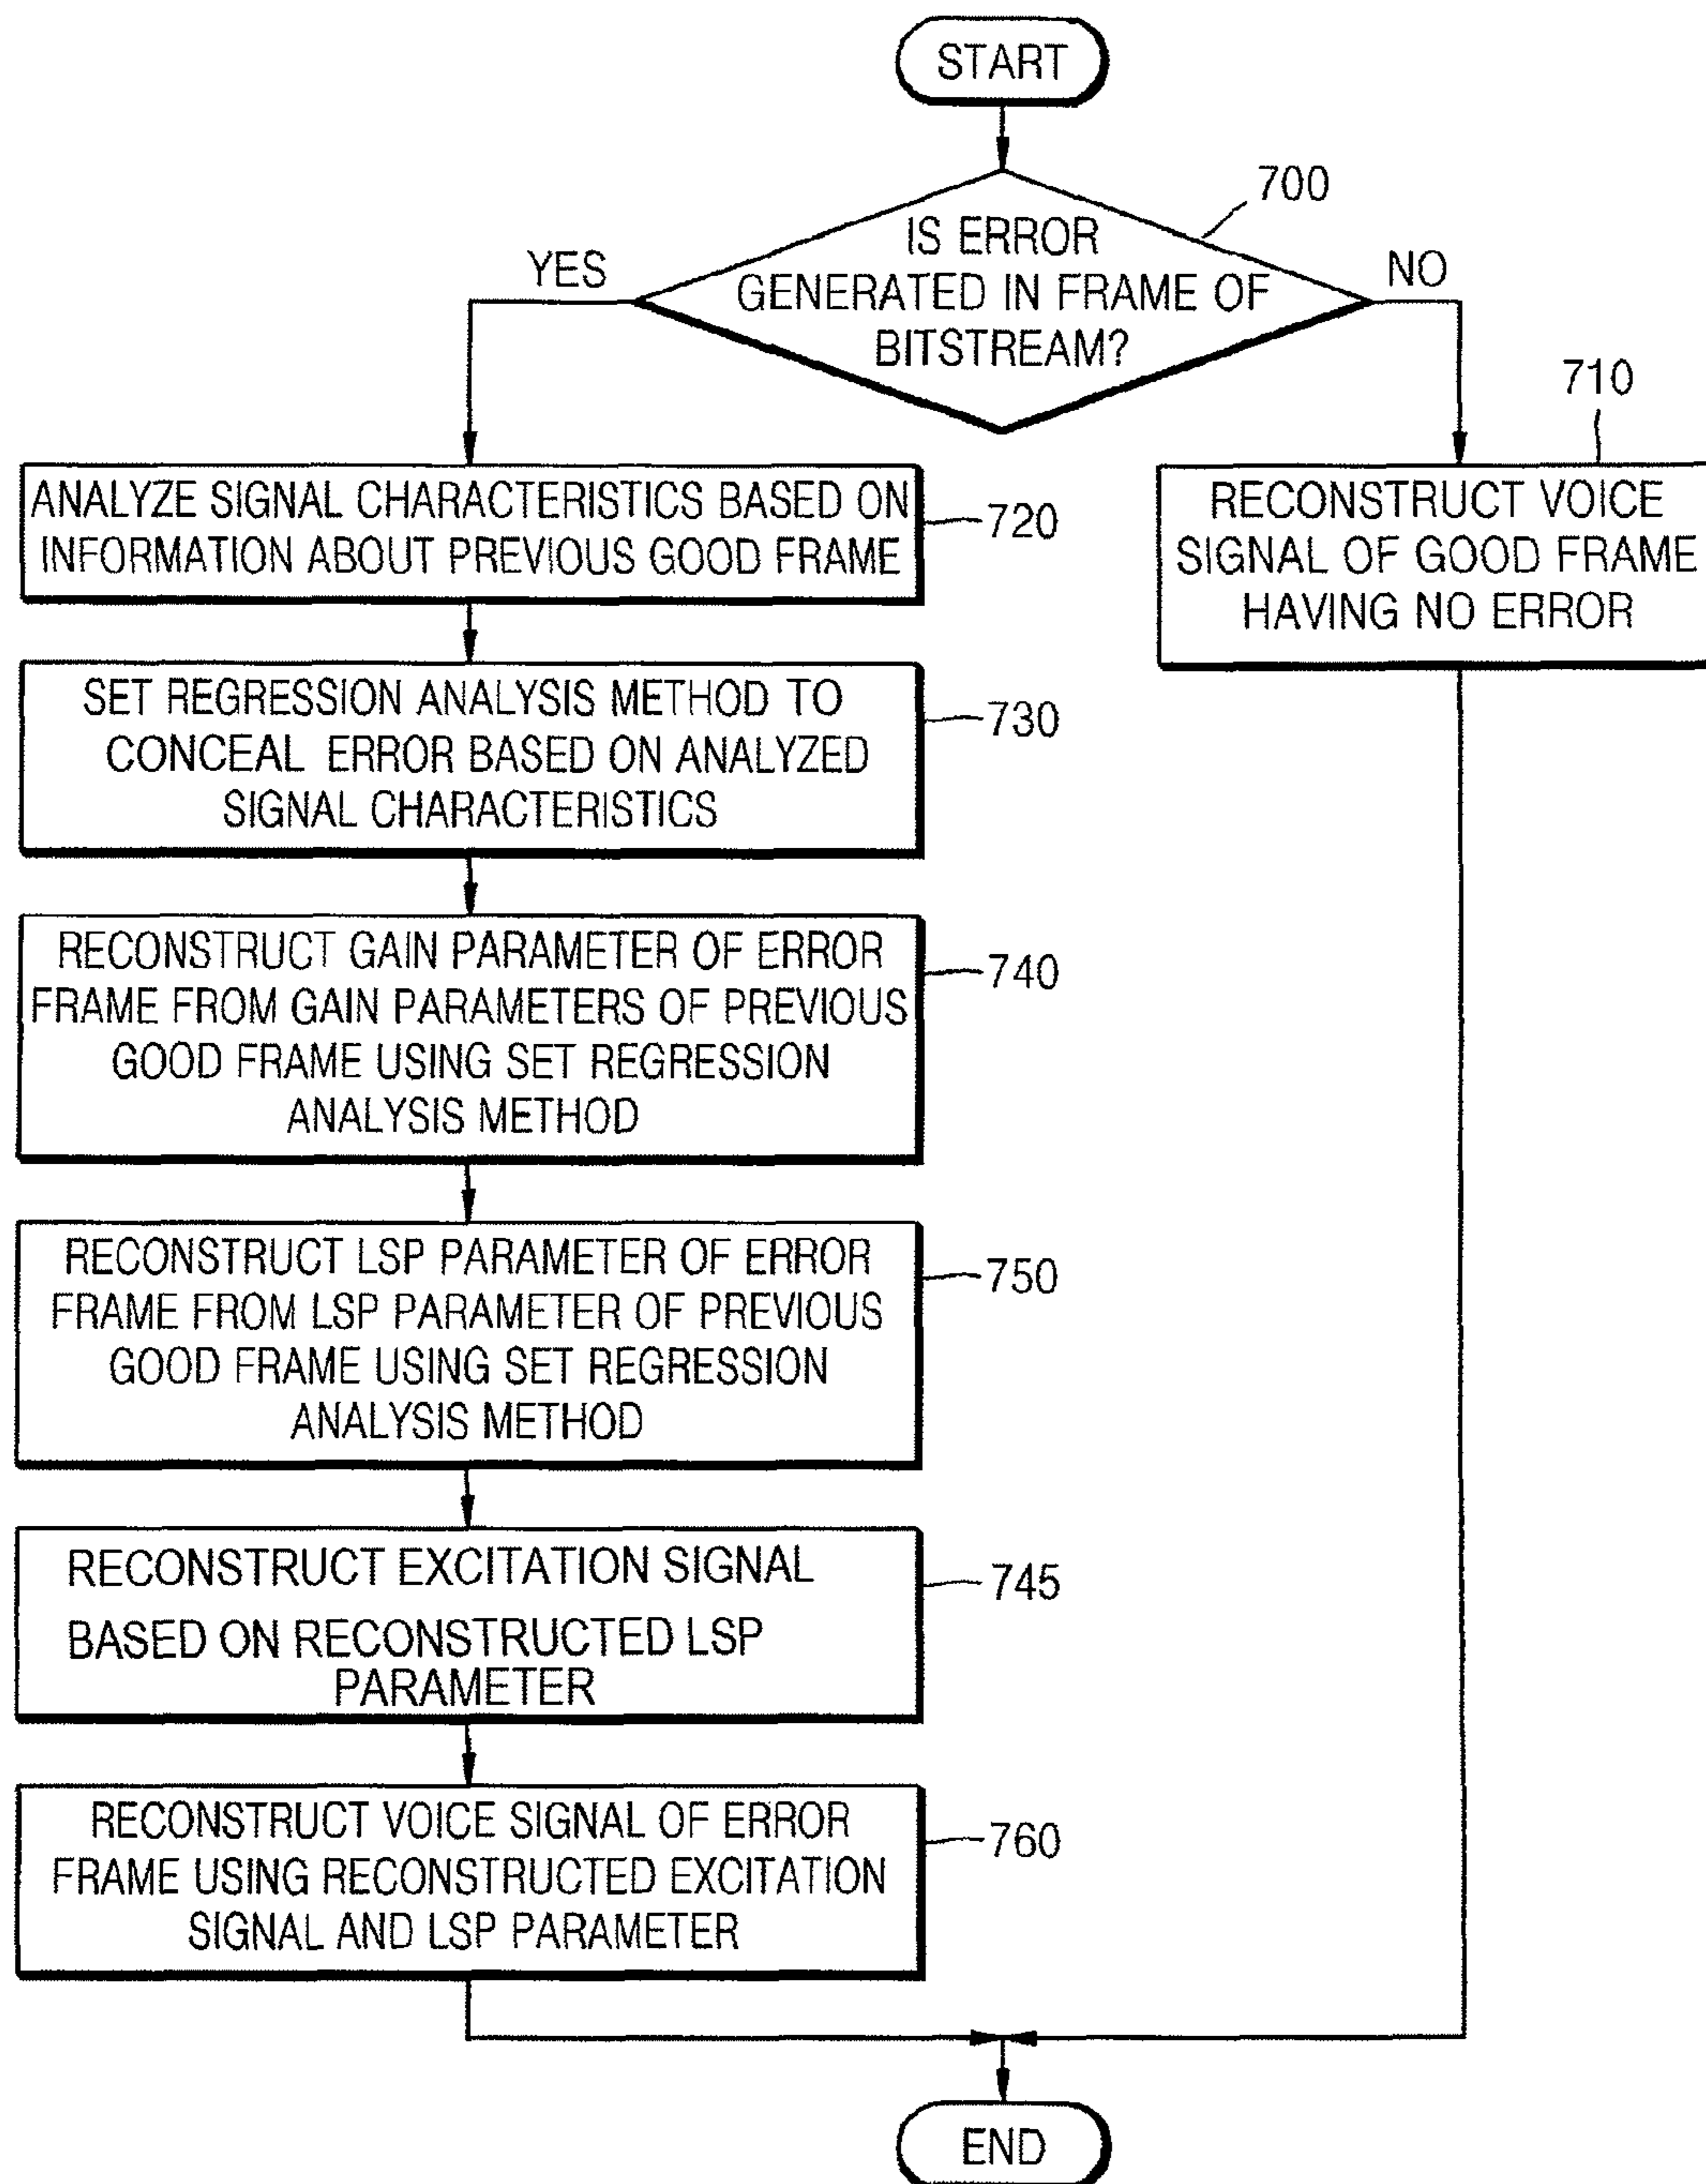 START
700
IS ERROR
GENERATED IN FRAME OF
BITSTREAM?
YES
NO
710
RECONSTRUCT VOICE
SIGNAL OF GOOD FRAME
HAVING NO ERROR
ANALYZE SIGNAL CHARACTERISTICS BASED ON
INFORMATION ABOUT PREVIOUS GOOD FRAME
720
SET REGRESSION ANALYSIS METHOD TO
CONCEAL ERROR BASED ON ANALYZED
SIGNAL CHARACTERISTICS
730
RECONSTRUCT GAIN PARAMETER OF ERROR
FRAME FROM GAIN PARAMETERS OF PREVIOUS
GOOD FRAME USING SET REGRESSION
ANALYSIS METHOD
740
RECONSTRUCT LSP PARAMETER OF ERROR
FRAME FROM LSP PARAMETER OF PREVIOUS
GOOD FRAME USING SET REGRESSION
ANALYSIS METHOD
750
RECONSTRUCT EXCITATION SIGNAL
BASED ON RECONSTRUCTED LSP
PARAMETER
745
RECONSTRUCT VOICE SIGNAL OF ERROR
FRAME USING RECONSTRUCTED EXCITATION
SIGNAL AND LSP PARAMETER
760
END